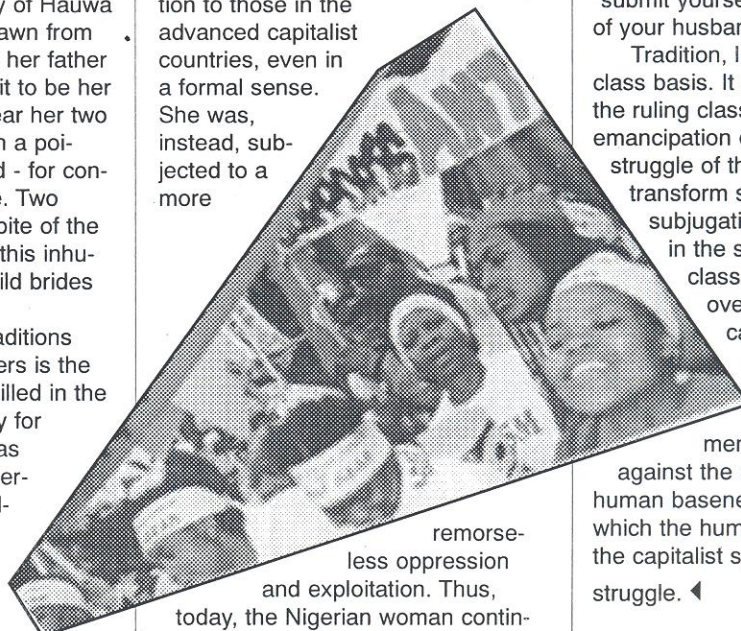 y of Hauwa
awn from
her father
it to be her
ear her two
n a poi-
d - for con-
e. Two
pite of the
this inhu-
ild brides
aditions
ers is the
illed in the
y for
as
er-
l-
tion to those in the
advanced capitalist
countries, even in
a formal sense.
She was,
instead, sub-
jected to a
more
remorse-
less oppression
and exploitation. Thus,
today, the Nigerian woman contin-
submit yourse
of your husban
Tradition, i
class basis. It
the ruling class
emancipation
struggle of th
transform s
subjugati
in the s
class
ove
ca
men
against the
human basene
which the hum
the capitalist s
struggle.